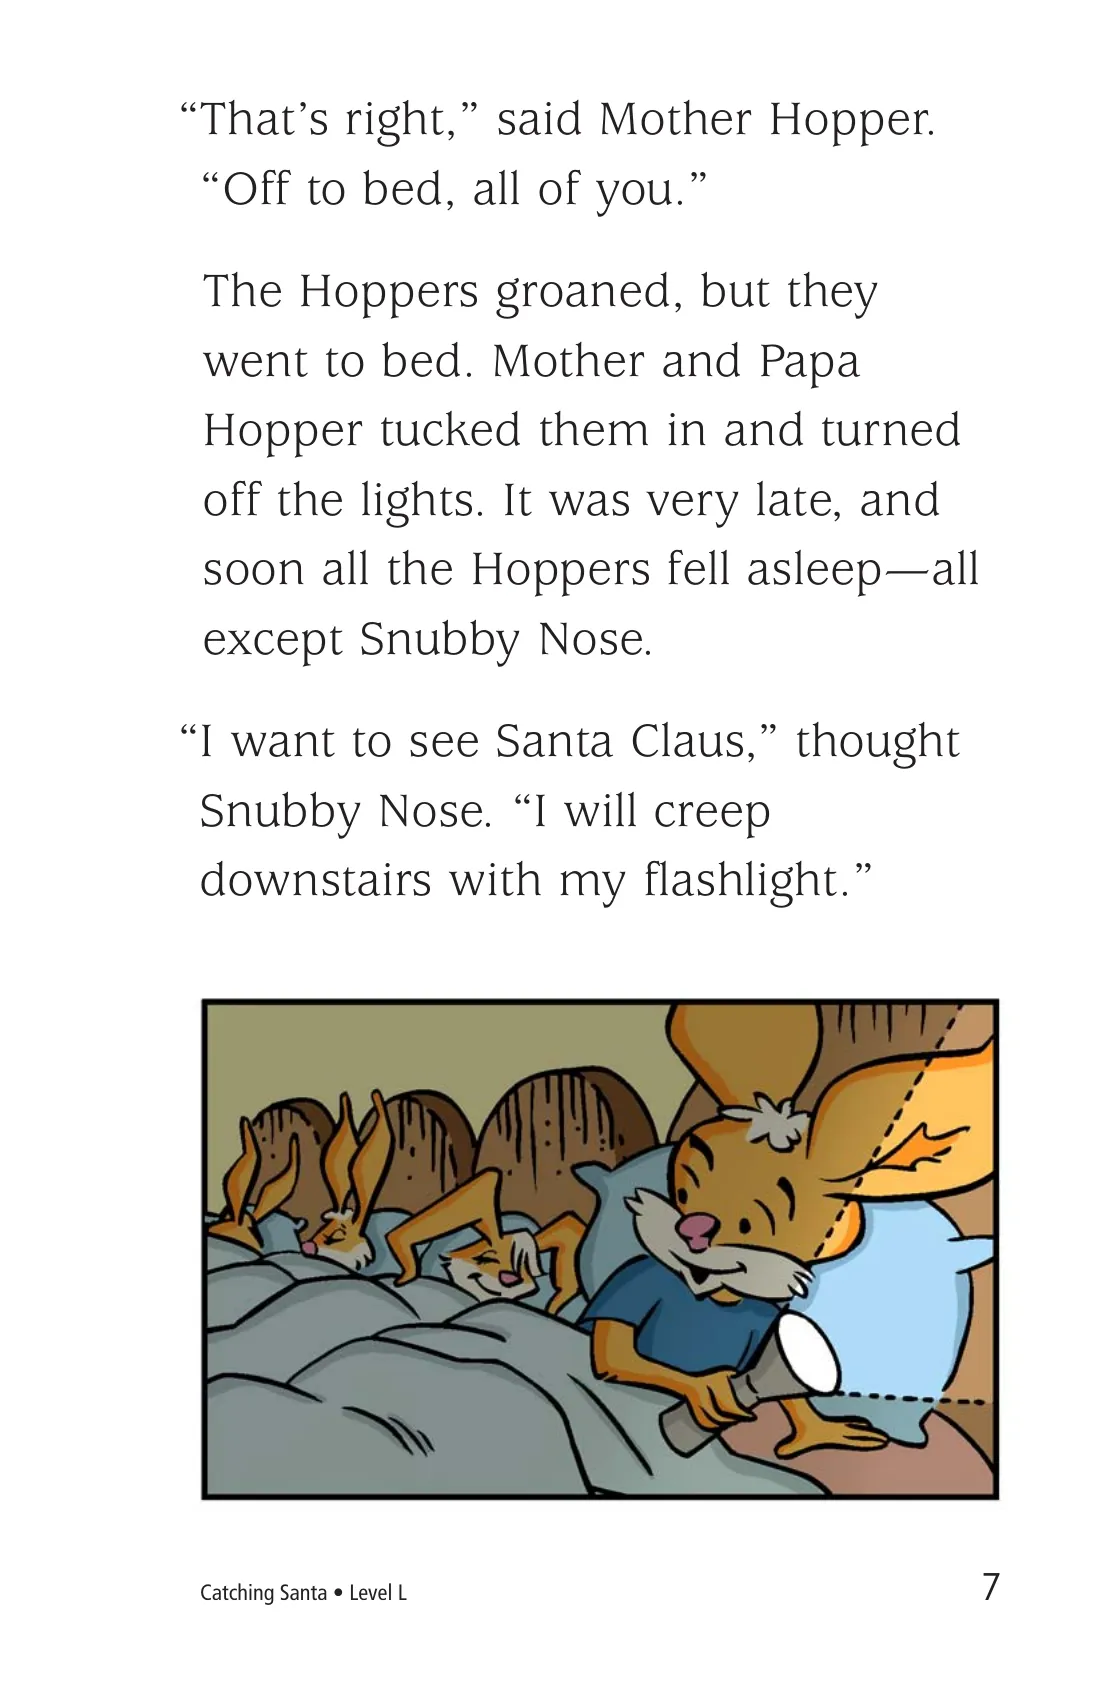 “That’s right,” said Mother Hopper.
“Off to bed, all of you.”
The Hoppers groaned, but they
went to bed. Mother and Papa
Hopper tucked them in and turned
off the lights. It was very late, and
soon all the Hoppers fell asleep—all
except Snubby Nose.
“I want to see Santa Claus,” thought
Snubby Nose. “I will creep
downstairs with my flashlight.”
Catching Santa • Level L
7